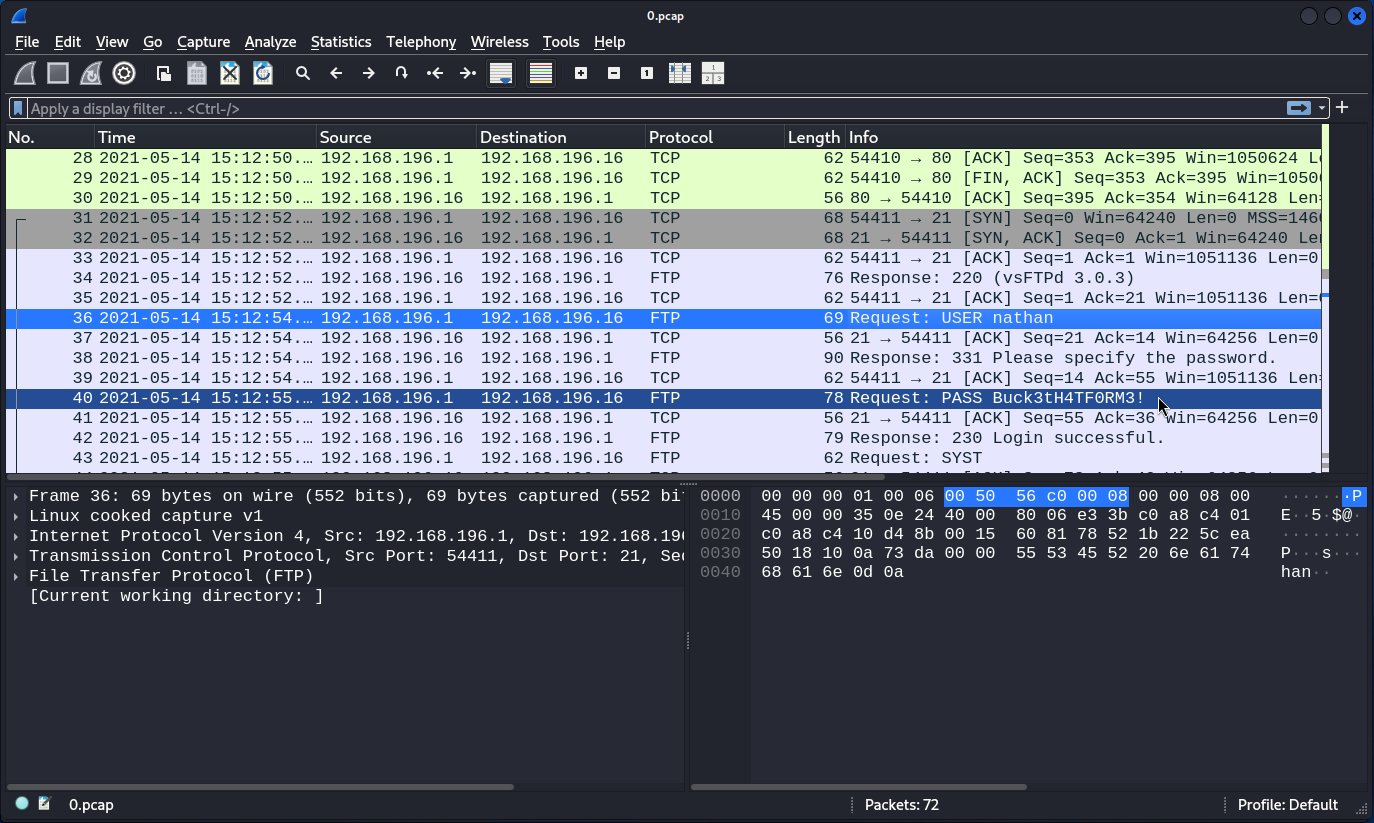 0.pcap
File Edit View Go Capture Analyze Statistics Telephony Wireless Tools Help
Apply a display filter … <Ctrl-/>
No. Time Source Destination Protocol Length Info
28 2021-05-14 15:12:50.… 192.168.196.1 192.168.196.16 TCP 62 54410 → 80 [ACK] Seq=353 Ack=395 Win=1050624 L
29 2021-05-14 15:12:50.… 192.168.196.1 192.168.196.16 TCP 62 54410 → 80 [FIN, ACK] Seq=353 Ack=395 Win=1050
30 2021-05-14 15:12:50.… 192.168.196.16 192.168.196.1 TCP 56 80 → 54410 [ACK] Seq=395 Ack=354 Win=64128 Len=
31 2021-05-14 15:12:52.… 192.168.196.1 192.168.196.16 TCP 68 54411 → 21 [SYN] Seq=0 Win=64240 Len=0 MSS=146
32 2021-05-14 15:12:52.… 192.168.196.16 192.168.196.1 TCP 68 21 → 54411 [SYN, ACK] Seq=0 Ack=1 Win=64240 Le
33 2021-05-14 15:12:52.… 192.168.196.1 192.168.196.16 TCP 62 54411 → 21 [ACK] Seq=1 Ack=1 Win=1051136 Len=0
34 2021-05-14 15:12:52.… 192.168.196.16 192.168.196.1 FTP 76 Response: 220 (vsFTPd 3.0.3)
35 2021-05-14 15:12:52.… 192.168.196.1 192.168.196.16 TCP 62 54411 → 21 [ACK] Seq=1 Ack=21 Win=1051136 Len=
36 2021-05-14 15:12:54.… 192.168.196.1 192.168.196.16 FTP 69 Request: USER nathan
37 2021-05-14 15:12:54.… 192.168.196.16 192.168.196.1 TCP 56 21 → 54411 [ACK] Seq=21 Ack=14 Win=64256 Len=0
38 2021-05-14 15:12:54.… 192.168.196.16 192.168.196.1 FTP 90 Response: 331 Please specify the password.
39 2021-05-14 15:12:54.… 192.168.196.1 192.168.196.16 TCP 62 54411 → 21 [ACK] Seq=14 Ack=55 Win=1051136 Len=
40 2021-05-14 15:12:55.… 192.168.196.1 192.168.196.16 FTP 78 Request: PASS Buck3tH4TF0RM3!
41 2021-05-14 15:12:55.… 192.168.196.16 192.168.196.1 TCP 56 21 → 54411 [ACK] Seq=55 Ack=36 Win=64256 Len=0
42 2021-05-14 15:12:55.… 192.168.196.16 192.168.196.1 FTP 79 Response: 230 Login successful.
43 2021-05-14 15:12:55.… 192.168.196.1 192.168.196.16 FTP 62 Request: SYST
Frame 36: 69 bytes on wire (552 bits), 69 bytes captured (552 bi
Linux cooked capture v1
Internet Protocol Version 4, Src: 192.168.196.1, Dst: 192.168.196
Transmission Control Protocol, Src Port: 54411, Dst Port: 21, Se
File Transfer Protocol (FTP)
[Current working directory: ]
0000 00 00 00 01 00 06 00 50 56 c0 00 08 00 00 08 00 ·······P
0010 45 00 00 35 0e 24 40 00 80 06 e3 3b c0 a8 c4 01 E··5·$@·
0020 c0 a8 c4 10 d4 8b 00 15 60 81 78 52 1b 22 5c ea ········
0030 50 18 10 0a 73 da 00 00 55 53 45 52 20 6e 61 74 P···s···
0040 68 61 6e 0d 0a han··
0.pcap
Packets: 72
Profile: Default